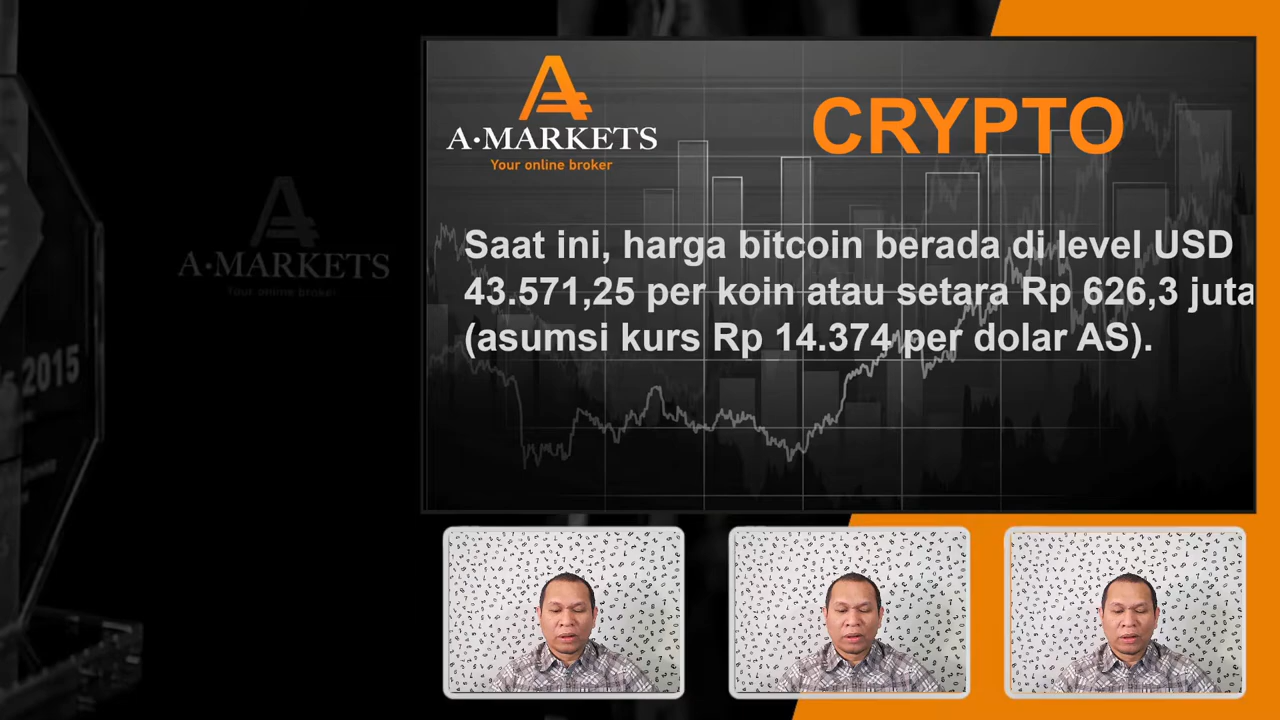 A·MARKETS
Your online broker
CRYPTO
Saat ini, harga bitcoin berada di level USD
43.571,25 per koin atau setara Rp 626,3 juta
(asumsi kurs Rp 14.374 per dolar AS).
A·MARKETS
Your online broker
2015